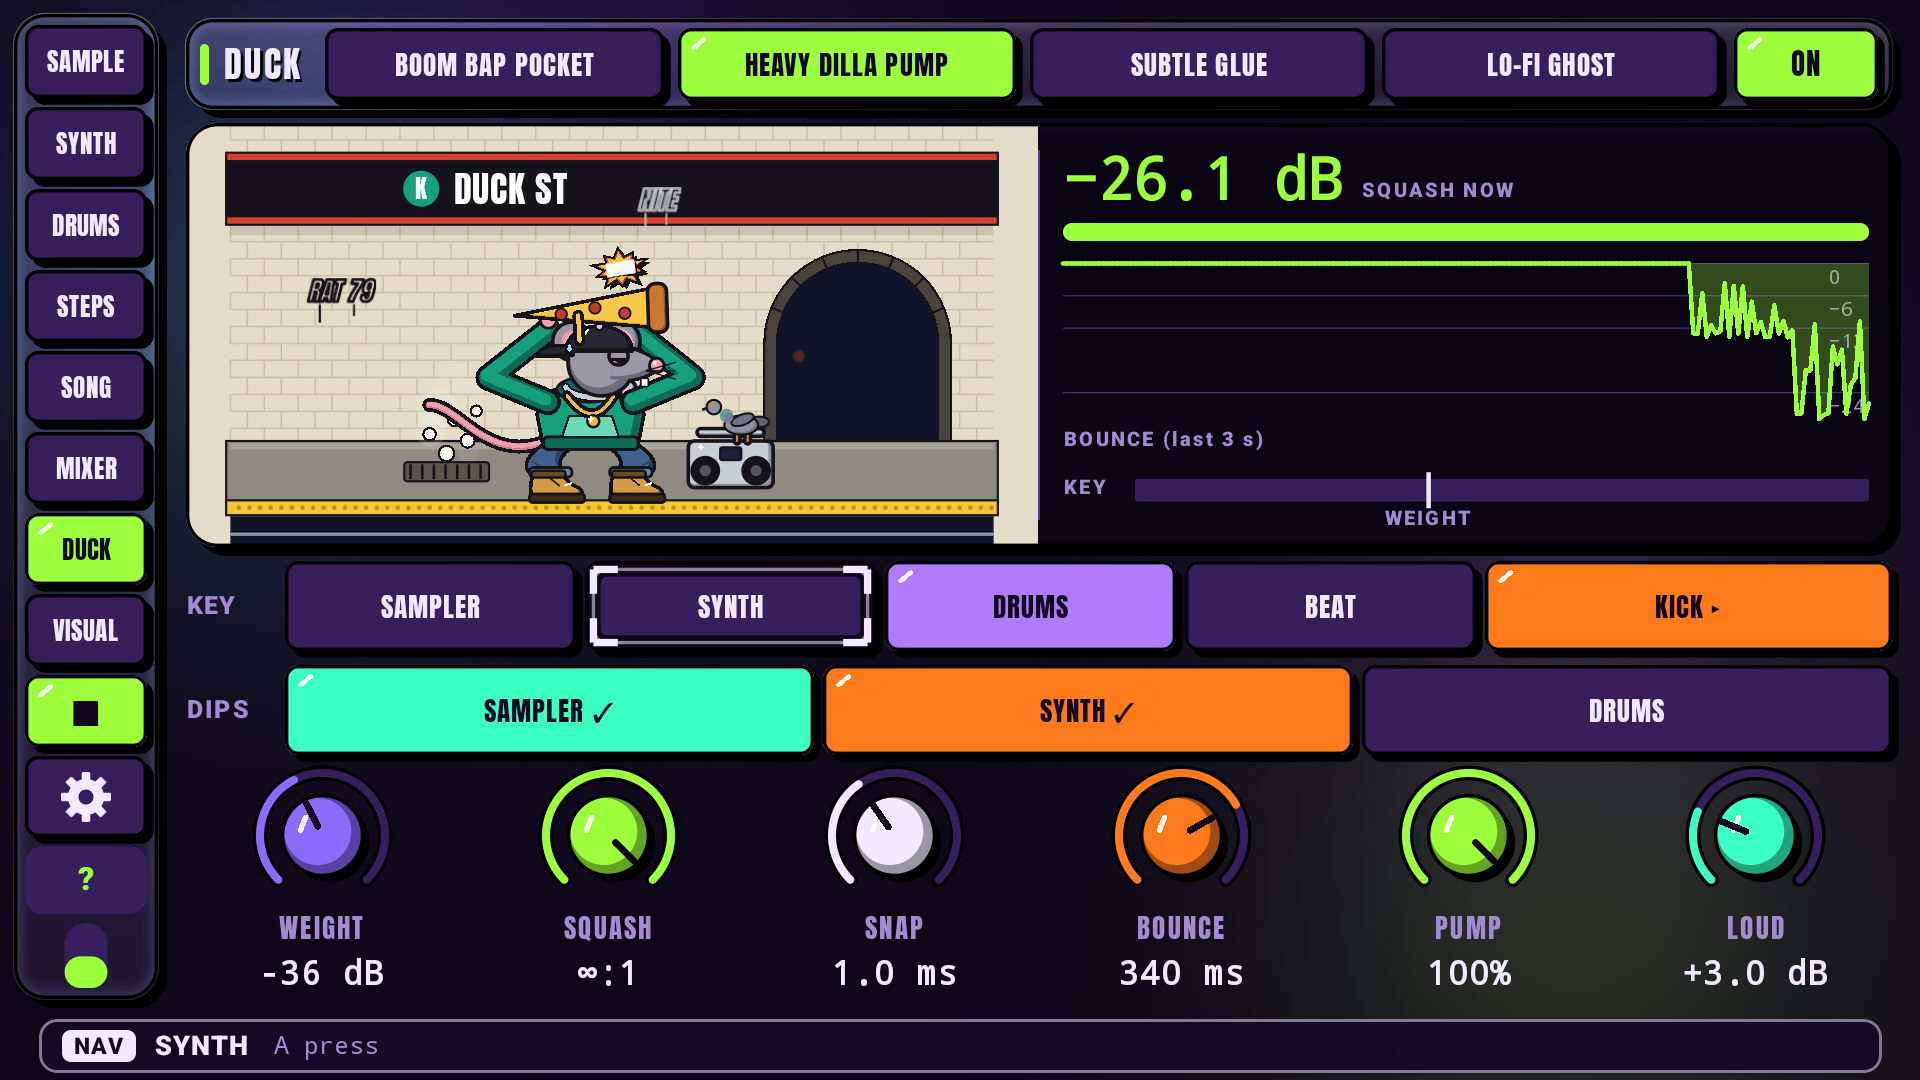 SAMPLE
SYNTH
DRUMS
STEPS
SONG
MIXER
DUCK
VISUAL
?
DUCK
BOOM BAP POCKET
HEAVY DILLA PUMP
SUBTLE GLUE
LO-FI GHOST
ON
K DUCK ST
KITE
RAT 79
−26.1 dB SQUASH NOW
0
−6
BOUNCE (last 3 s)
KEY
WEIGHT
KEY
SAMPLER
SYNTH
DRUMS
BEAT
KICK ▸
DIPS
SAMPLER ✓
SYNTH ✓
DRUMS
WEIGHT
SQUASH
SNAP
BOUNCE
PUMP
LOUD
-36 dB
∞:1
1.0 ms
340 ms
100%
+3.0 dB
NAV SYNTH A press